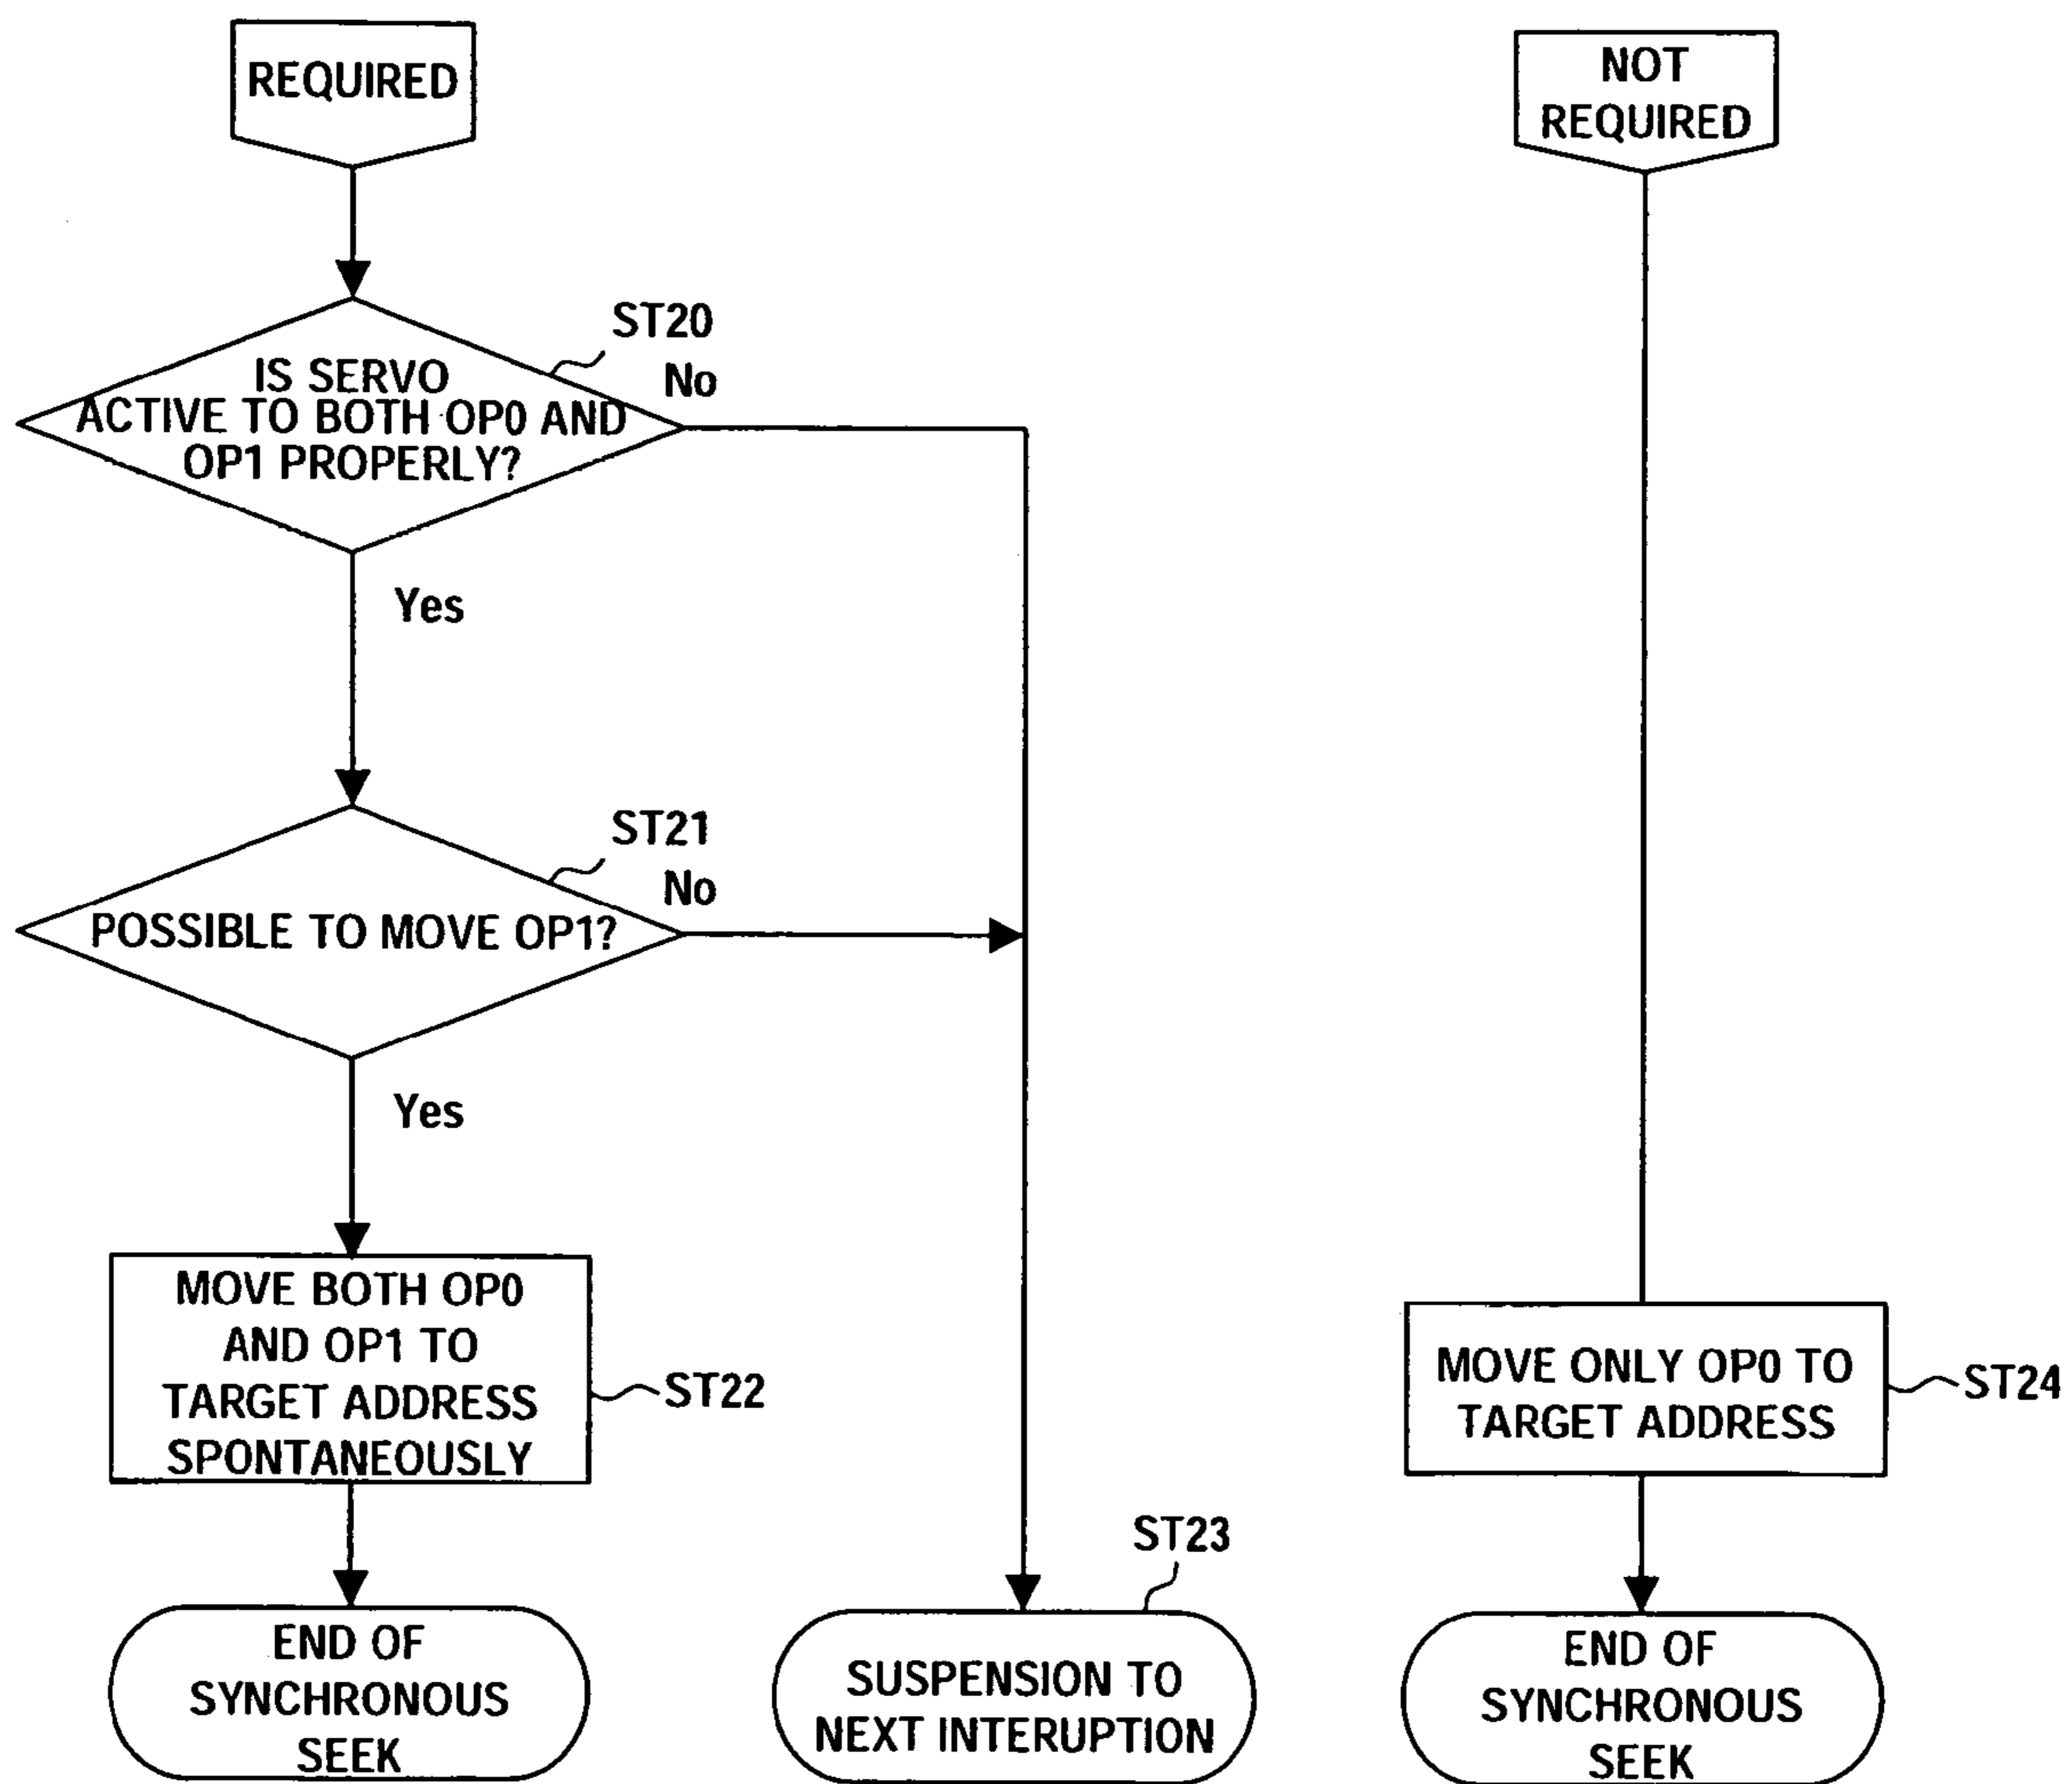 REQUIRED
ST20
IS SERVO
ACTIVE TO BOTH OP0 AND
OP1 PROPERLY?
No
Yes
ST21
POSSIBLE TO MOVE OP1?
No
Yes
MOVE BOTH OP0
AND OP1 TO
TARGET ADDRESS
SPONTANEOUSLY
ST22
END OF
SYNCHRONOUS
SEEK
ST23
SUSPENSION TO
NEXT INTERUPTION
NOT
REQUIRED
MOVE ONLY OP0 TO
TARGET ADDRESS
ST24
END OF
SYNCHRONOUS
SEEK